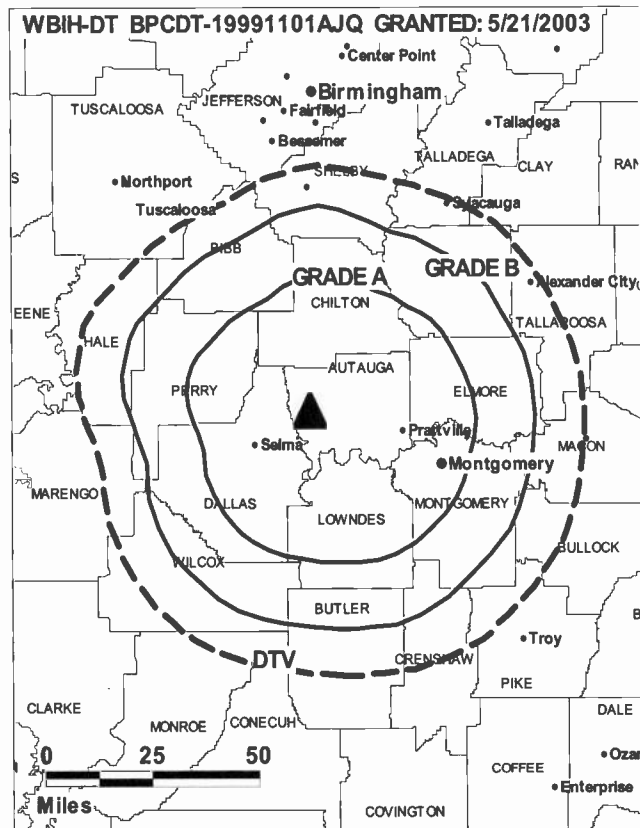 WBIH-DT BPCDT-19991101AJQ GRANTED: 5/21/2003
Center Point
Birmingham
TUSCALOOSA
JEFFERSON
Fairfield
Talladega
Bessemer
TALLADEGA
CLAY
RAN
SHELBY
S
Northport
Tuscaloosa
Sylacauga
BIBB
GRADE A
GRADE B
Alexander City
CHILTON
EENE
TALLAPOOSA
HALE
AUTAUGA
PERRY
ELMORE
Prattville
Selma
MACON
Montgomery
MARENGO
DALLAS
MONTGOMERY
LOWNDES
BULLOCK
WILCOX
BUTLER
B
Troy
DTV
CRENSHAW
PIKE
CLARKE
DALE
MONROE
CONECUH
0 25 50
Ozar
COFFEE
Enterprise
Miles
COVINGTON